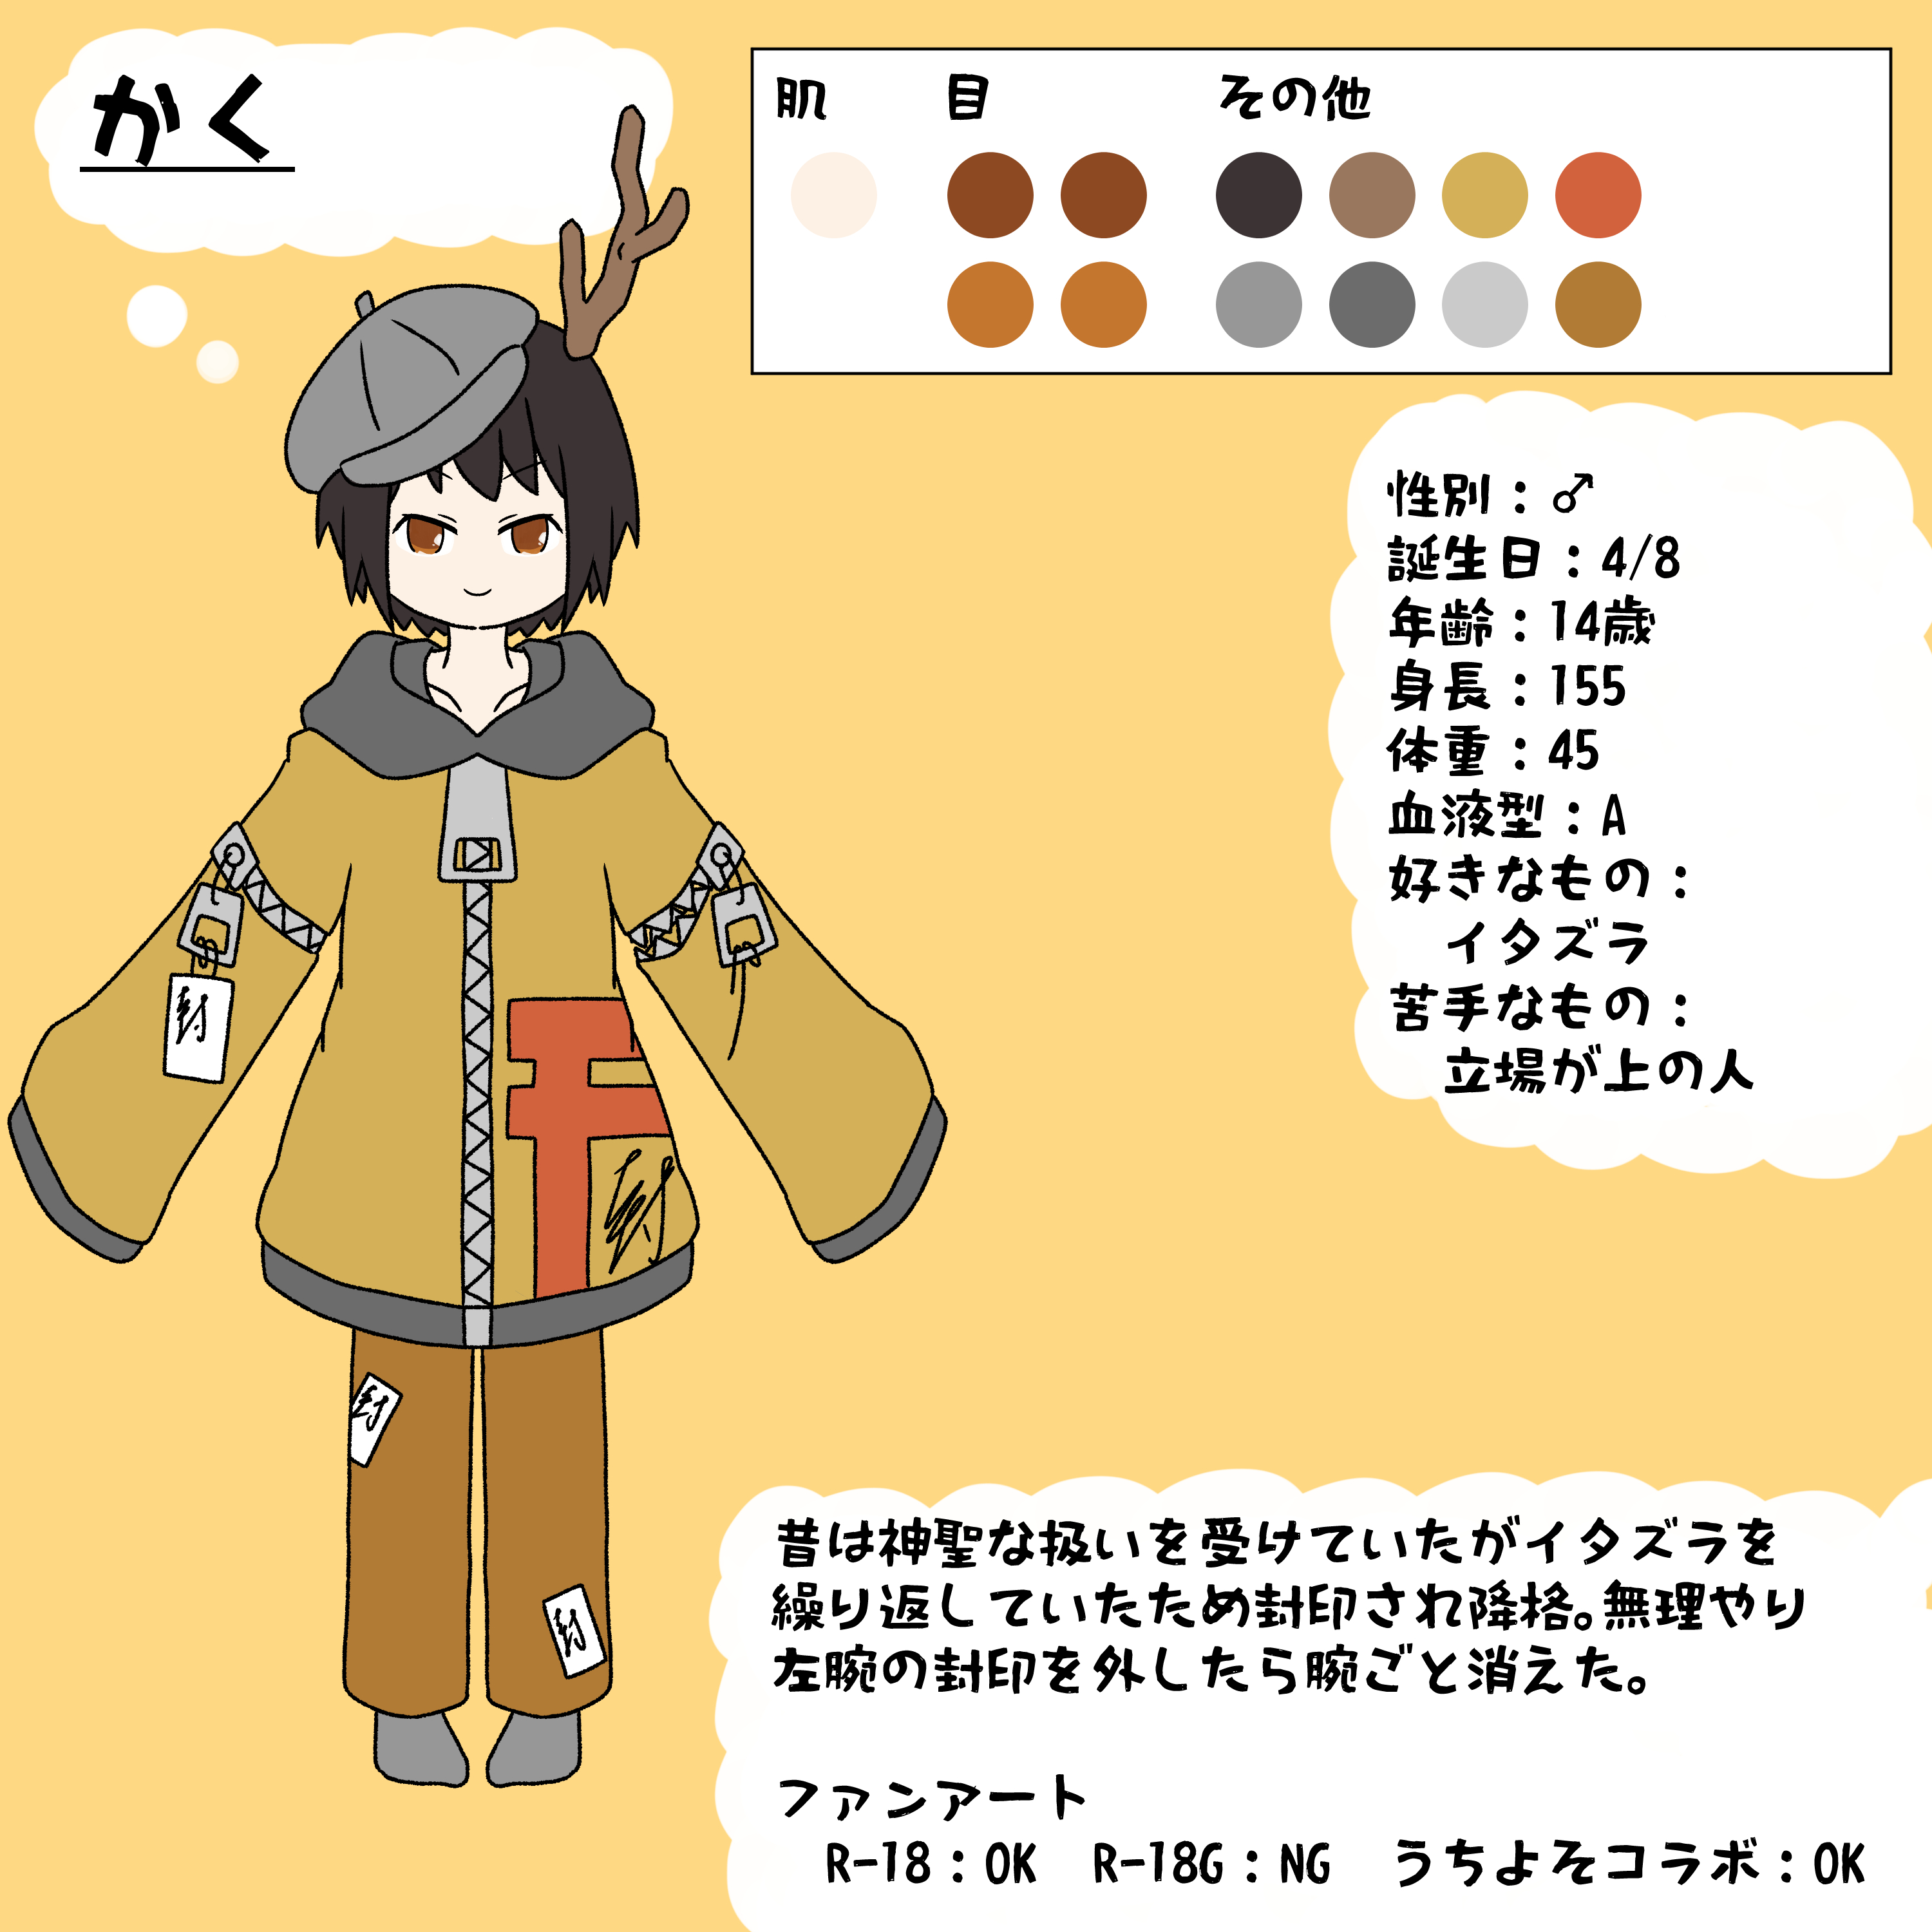 かく
肌 目 その他
性別：♂
誕生日：4/8
年齢：14歳
身長：155
体重：45
血液型：A
好きなもの：
イタズラ
苦手なもの：
立場が上の人
封
封
封
昔は神聖な扱いを受けていたがイタズラを
繰り返していたため封印され降格。無理やり
左腕の封印を外したら腕ごと消えた。
ファンアート
R-18：OK R-18G：NG うちよそコラボ：OK